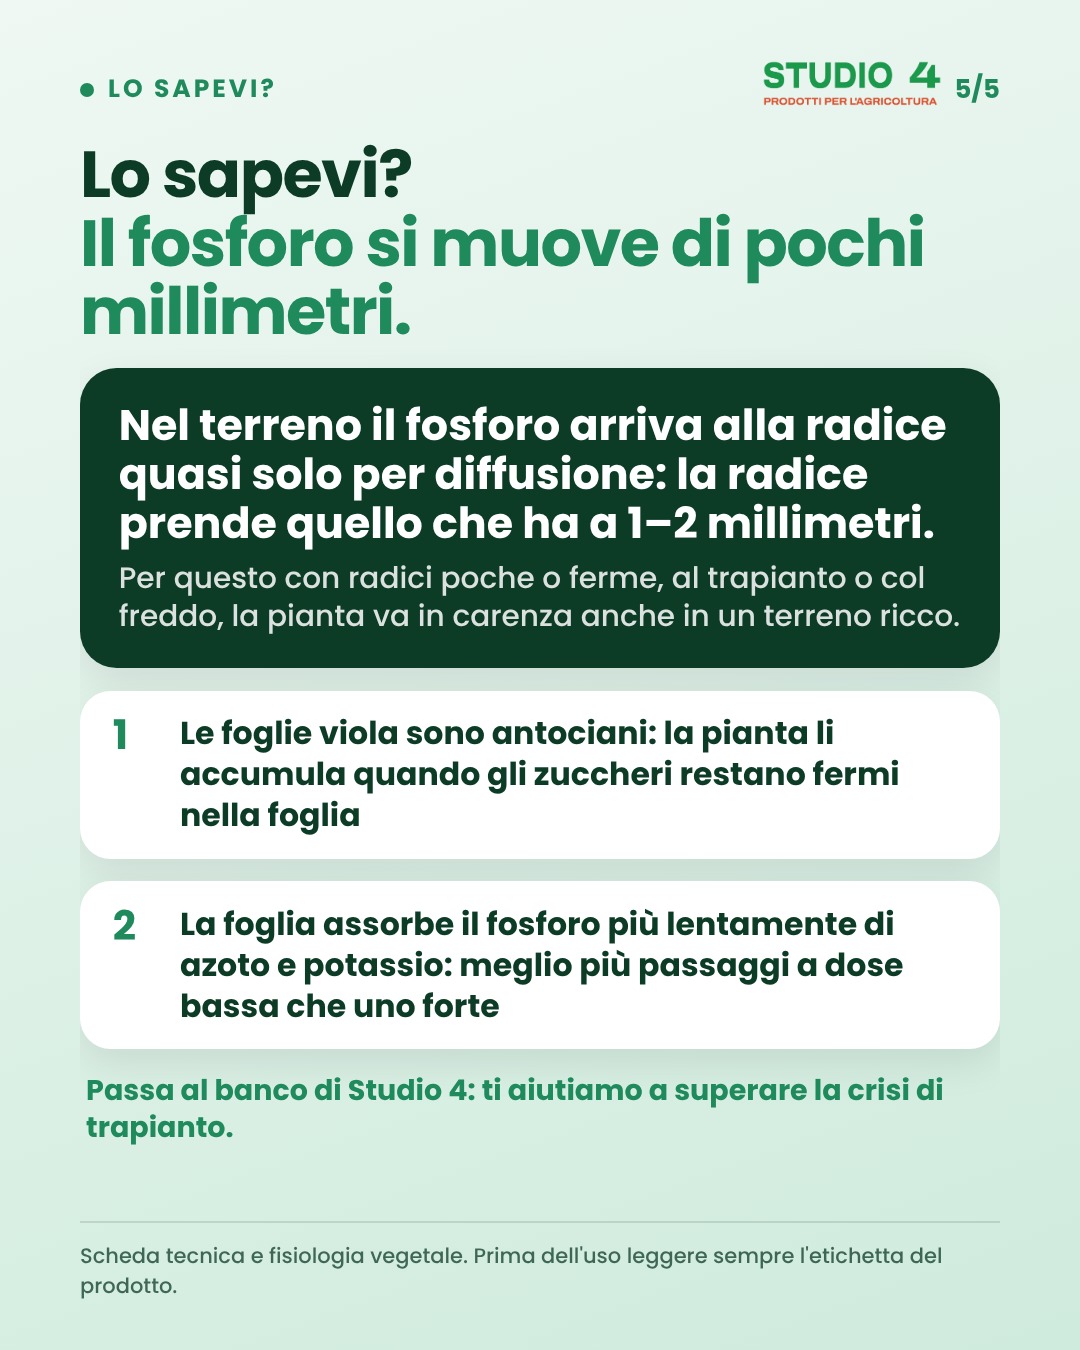 LO SAPEVI?
STUDIO 4
PRODOTTI PER L'AGRICOLTURA
5/5
Lo sapevi?
Il fosforo si muove di pochi
millimetri.
Nel terreno il fosforo arriva alla radice
quasi solo per diffusione: la radice
prende quello che ha a 1–2 millimetri.
Per questo con radici poche o ferme, al trapianto o col
freddo, la pianta va in carenza anche in un terreno ricco.
1
Le foglie viola sono antociani: la pianta li
accumula quando gli zuccheri restano fermi
nella foglia
2
La foglia assorbe il fosforo più lentamente di
azoto e potassio: meglio più passaggi a dose
bassa che uno forte
Passa al banco di Studio 4: ti aiutiamo a superare la crisi di
trapianto.
Scheda tecnica e fisiologia vegetale. Prima dell'uso leggere sempre l'etichetta del
prodotto.